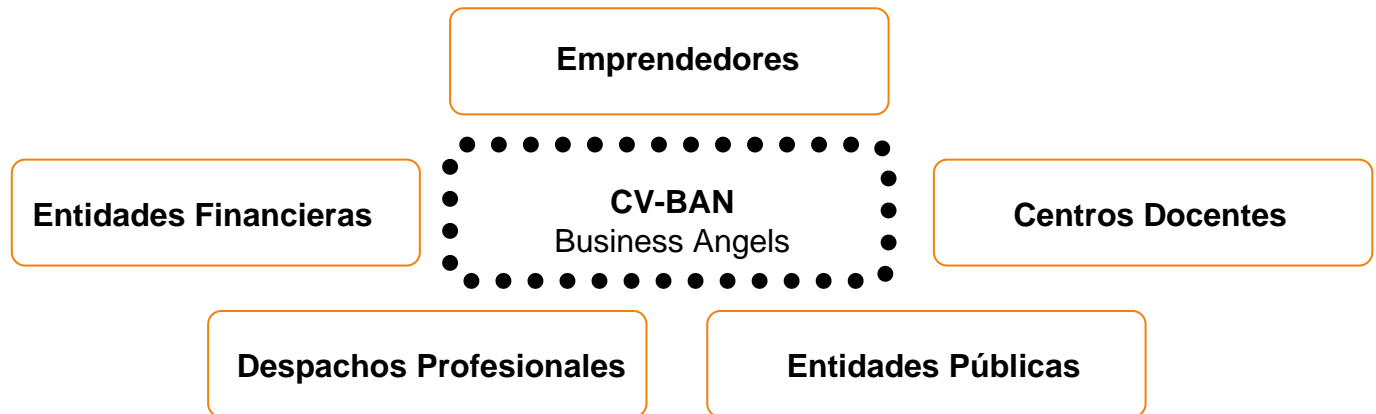 Emprendedores
Entidades Financieras
CV-BAN
Business Angels
Centros Docentes
Despachos Profesionales
Entidades Públicas